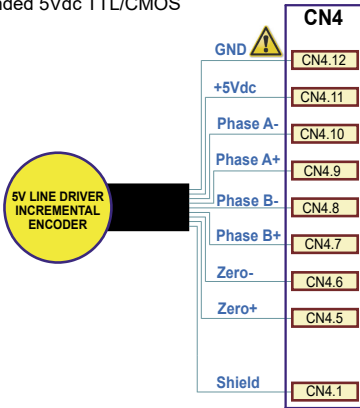 5Vdc TTL/CMOS
CN4
GND
CN4.12
+5Vdc
CN4.11
Phase A-
CN4.10
Phase A+
CN4.9
Phase B-
CN4.8
Phase B+
CN4.7
Zero-
CN4.6
Zero+
CN4.5
Shield
CN4.1
5V LINE DRIVER
INCREMENTAL
ENCODER